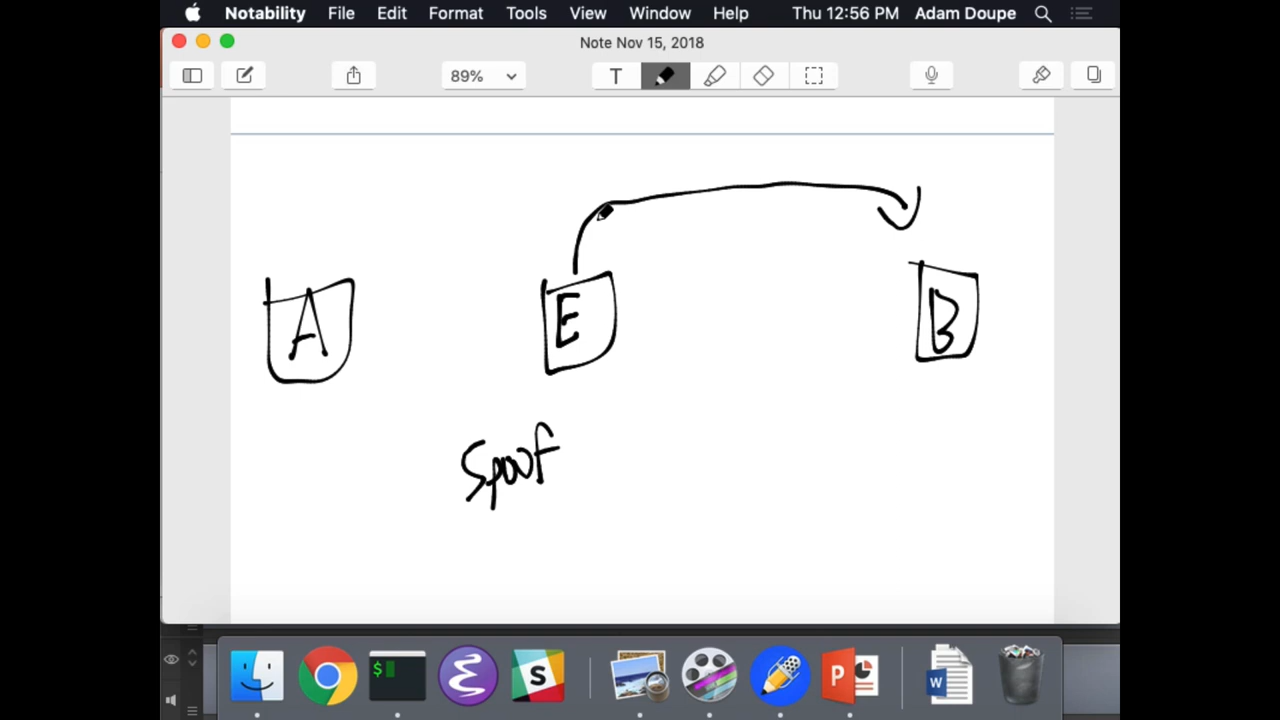 Notability File Edit Format Tools View Window Help Thu 12:56 PM Adam Doupe
Note Nov 15, 2018
89% T
A E B
Spoof
$ S P W